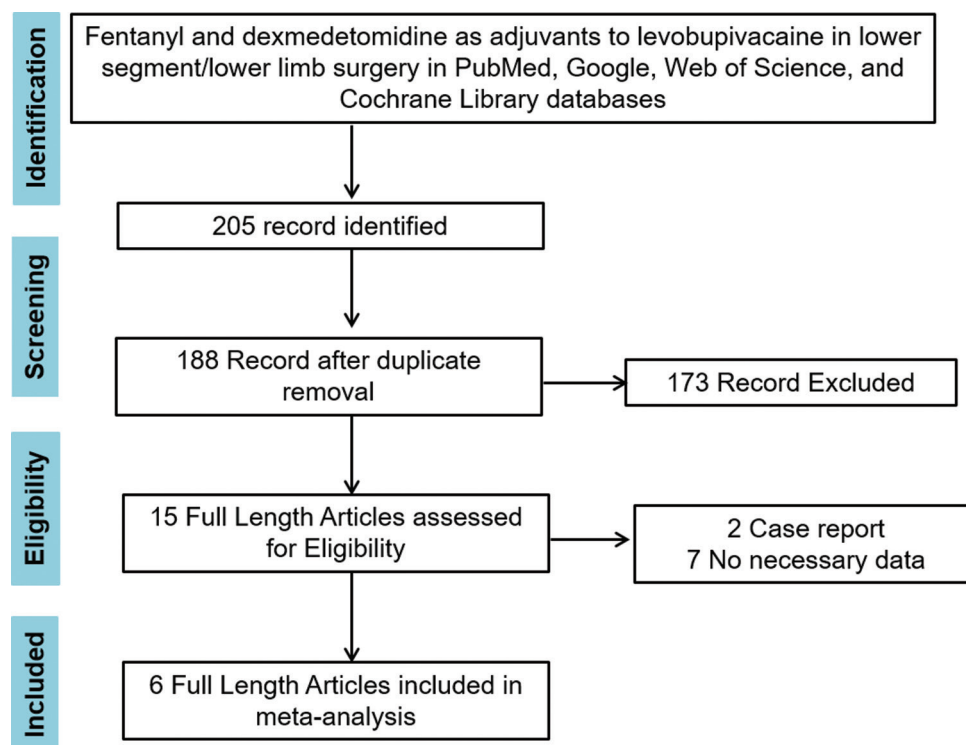 Identification
Fentanyl and dexmedetomidine as adjuvants to levobupivacaine in lower
segment/lower limb surgery in PubMed, Google, Web of Science, and
Cochrane Library databases
205 record identified
Screening
188 Record after duplicate
removal
173 Record Excluded
Eligibility
15 Full Length Articles assessed
for Eligibility
2 Case report
7 No necessary data
Included
6 Full Length Articles included in
meta-analysis